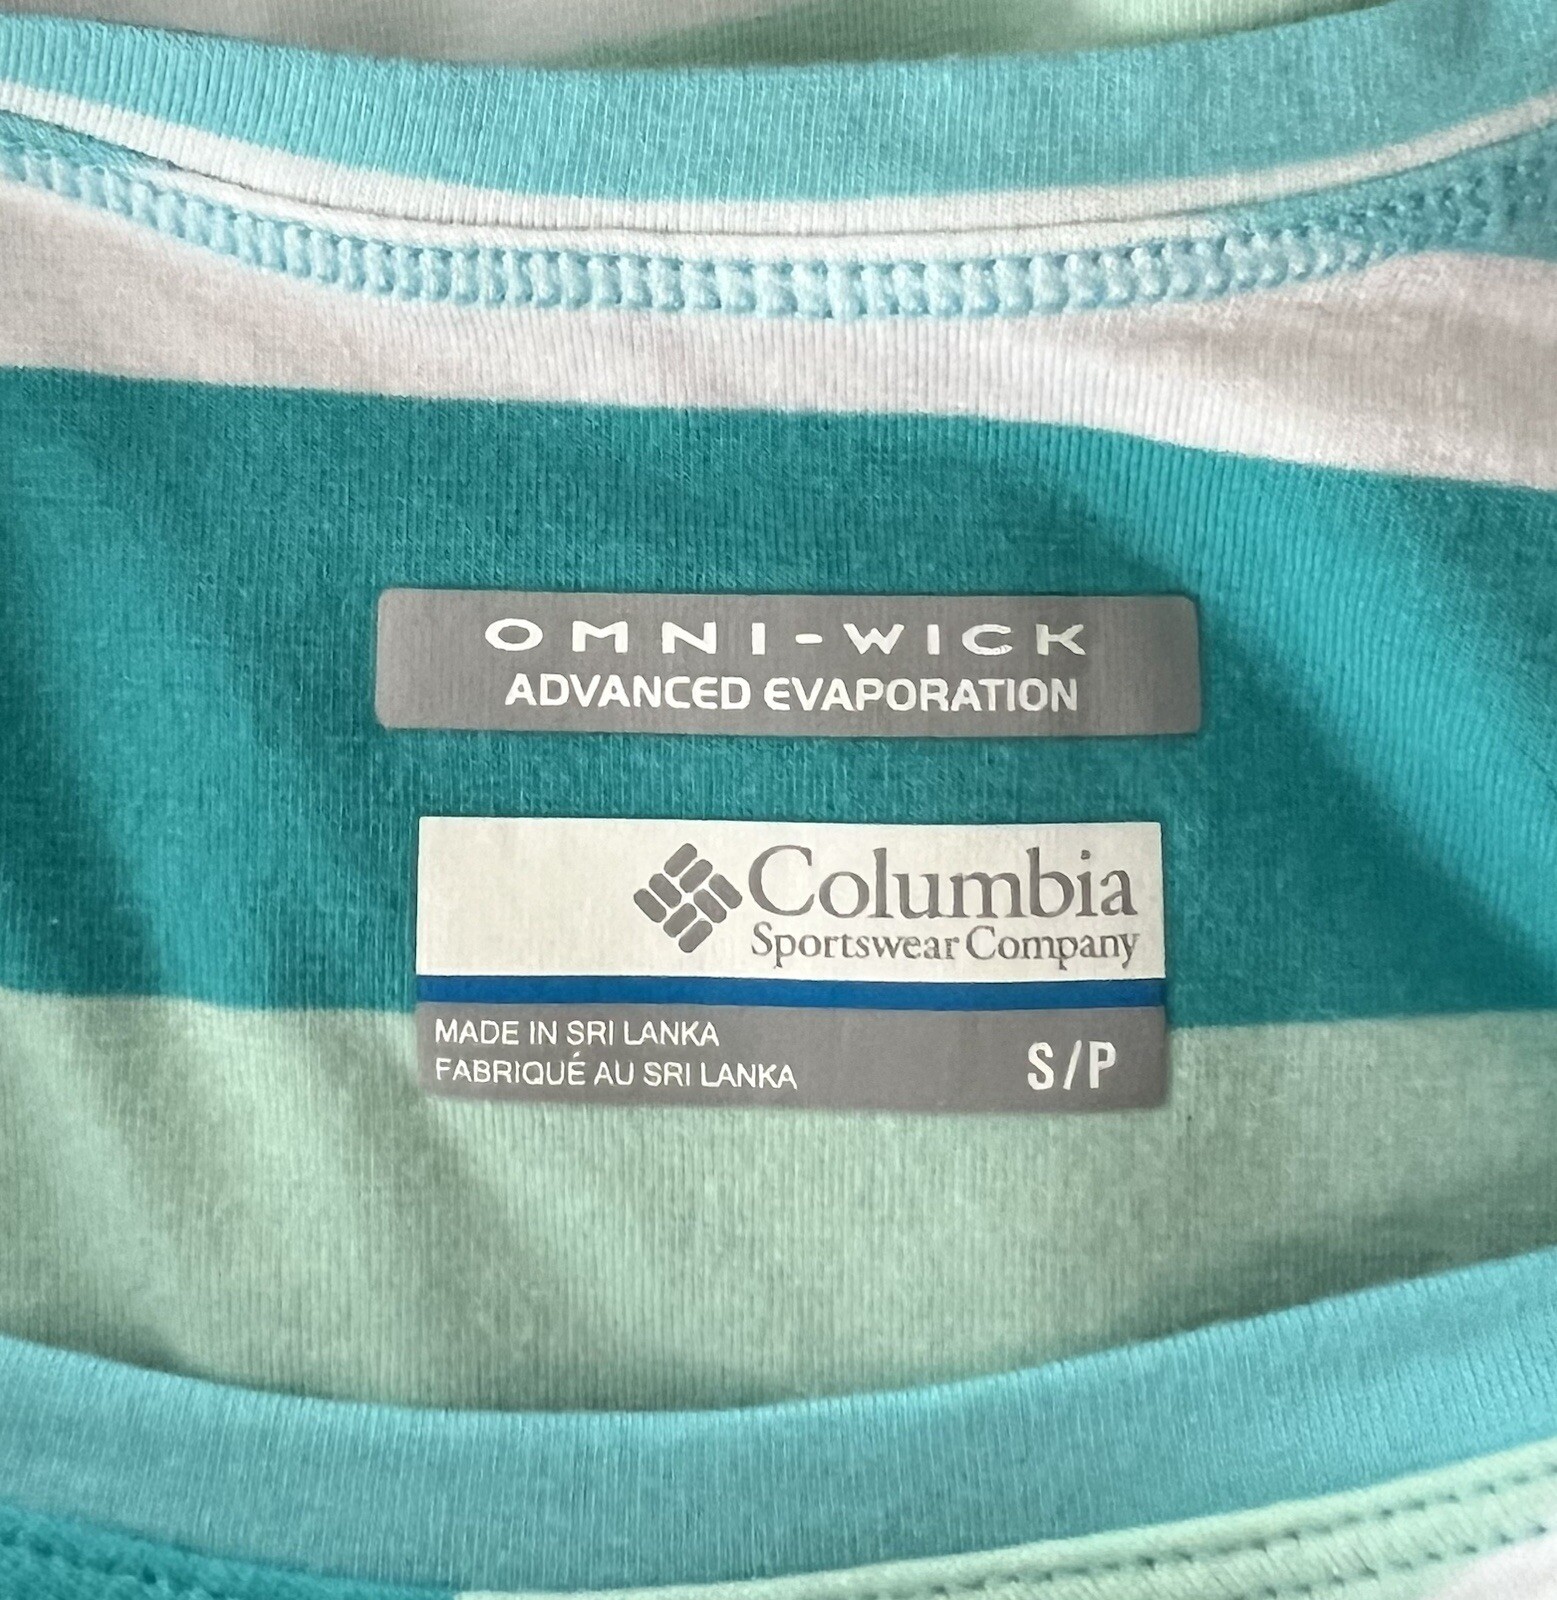 OMNI-WICK
ADVANCED EVAPORATION
Columbia
Sportswear Company
MADE IN SRI LANKA
FABRIQUÉ AU SRI LANKA
S/P